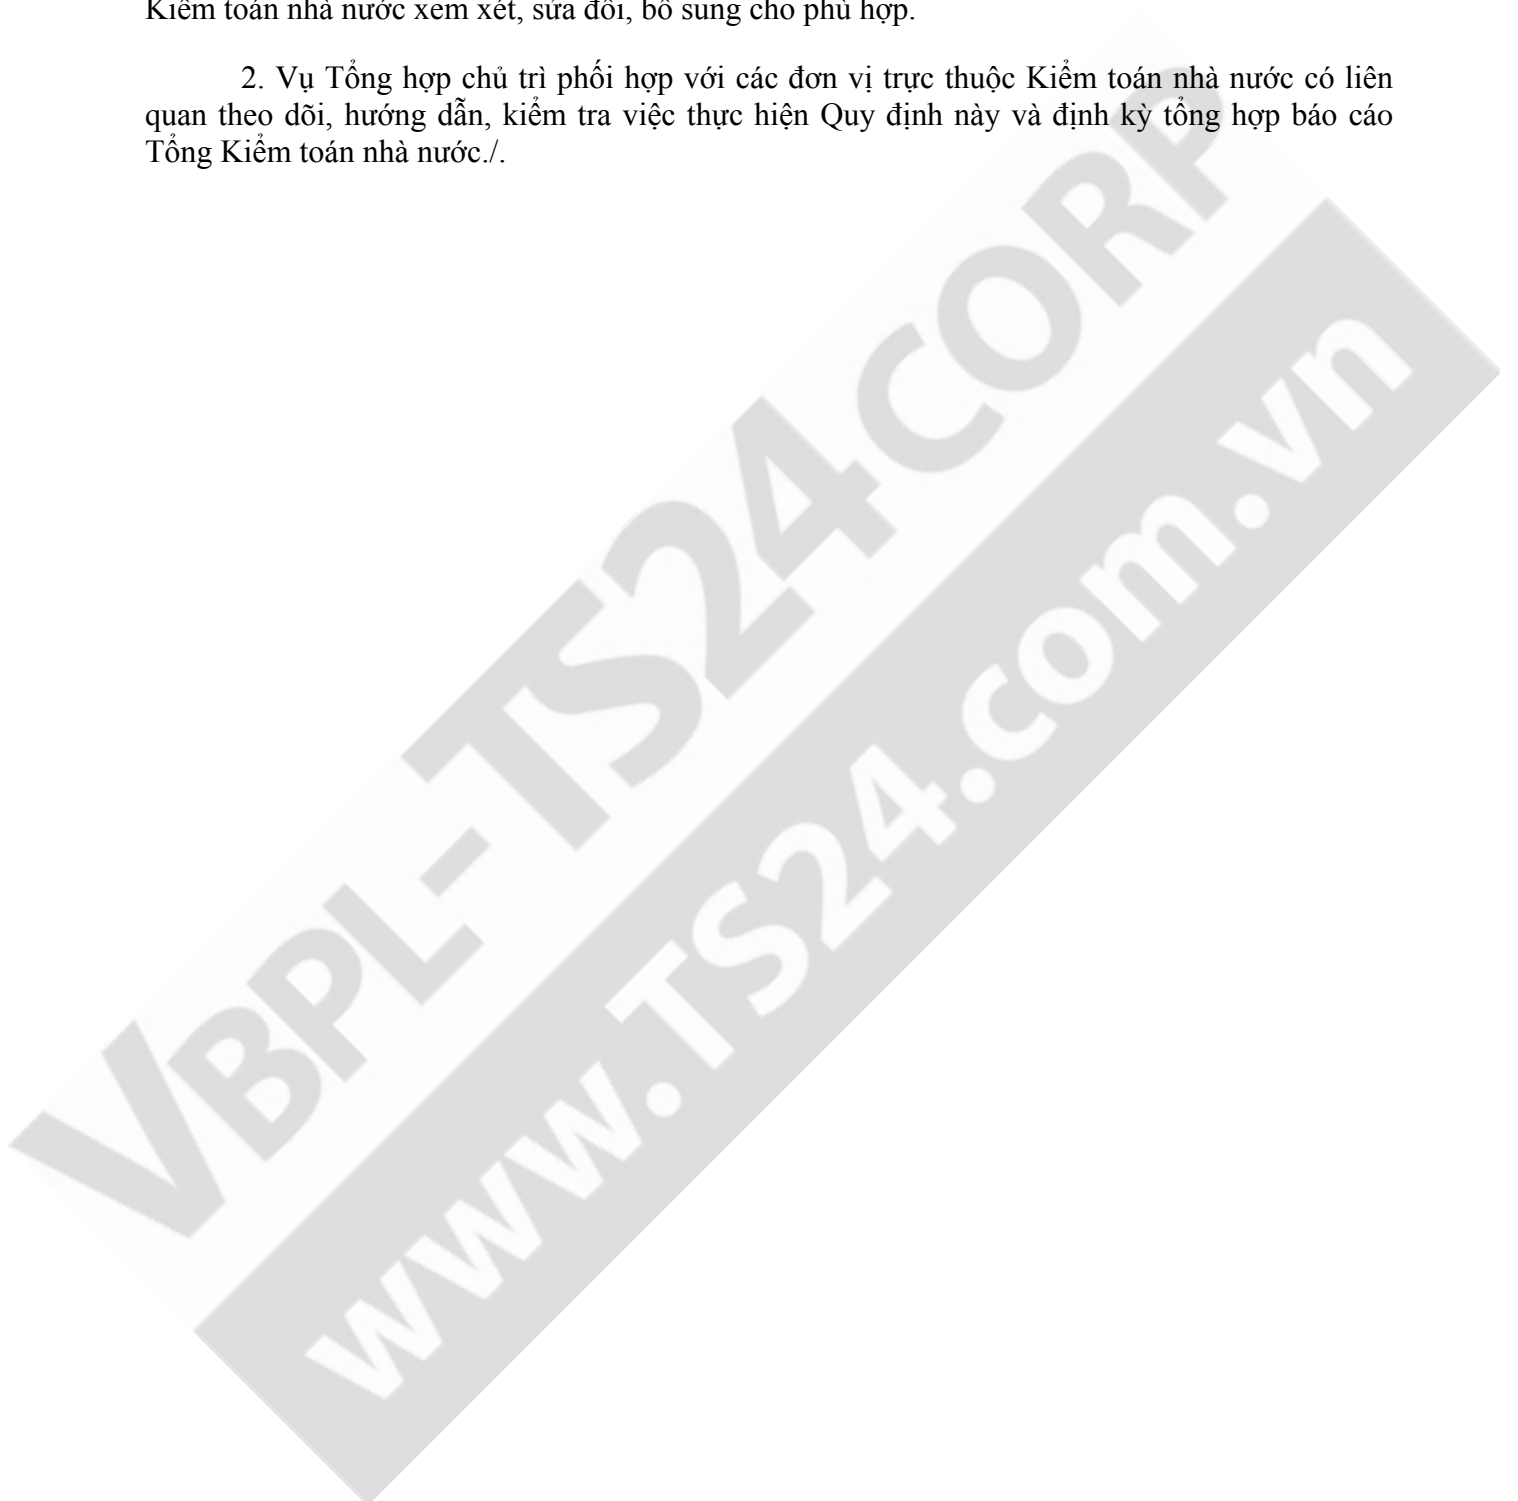 Kiểm toán nhà nước xem xét, sửa đổi, bổ sung cho phù hợp.
2. Vụ Tổng hợp chủ trì phối hợp với các đơn vị trực thuộc Kiểm toán nhà nước có liên
quan theo dõi, hướng dẫn, kiểm tra việc thực hiện Quy định này và định kỳ tổng hợp báo cáo
Tổng Kiểm toán nhà nước./.
VBPL-TS24CORP
www.TS24.com.vn